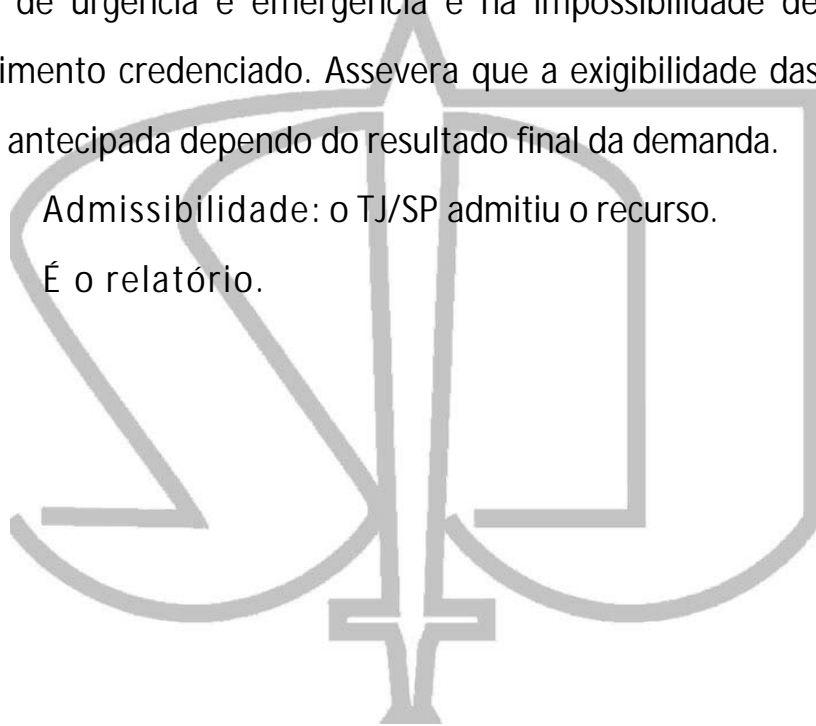 de urgência e emergência e na impossibilidade de
imento credenciado. Assevera que a exigibilidade das
antecipada dependo do resultado final da demanda.
Admissibilidade: o TJ/SP admitiu o recurso.
É o relatório.